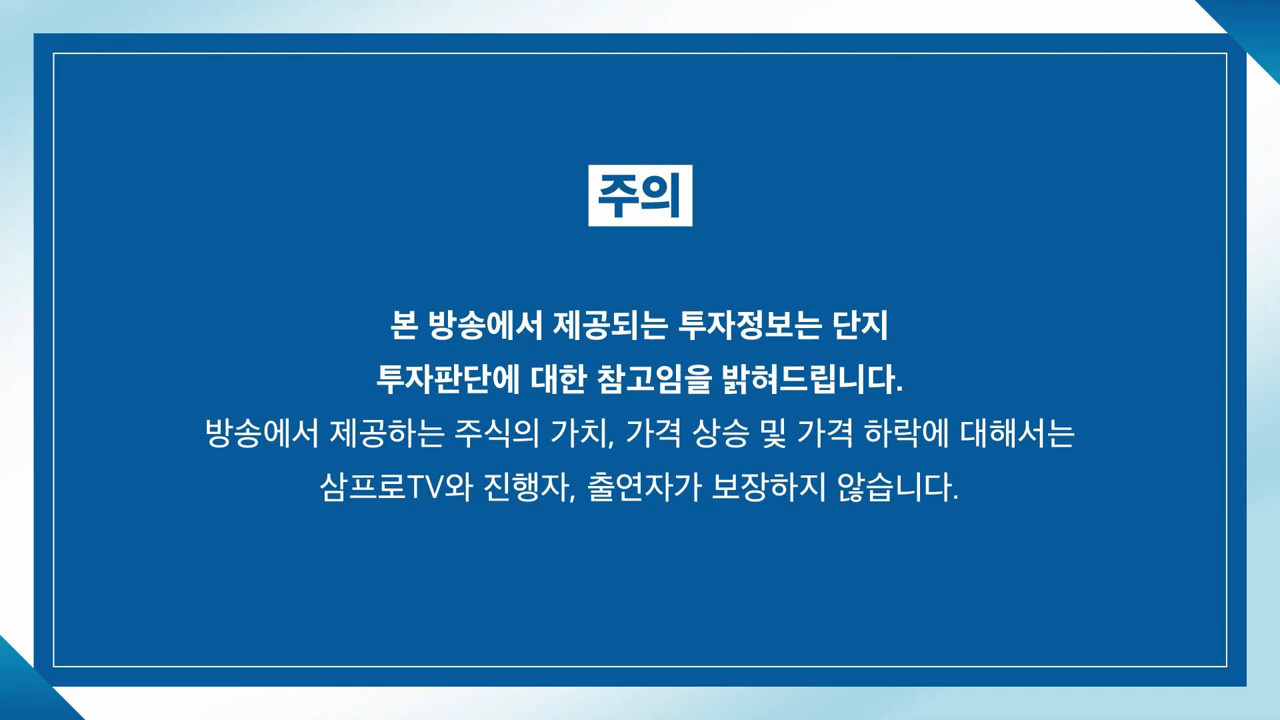 주의
본 방송에서 제공되는 투자정보는 단지
투자판단에 대한 참고임을 밝혀드립니다.
방송에서 제공하는 주식의 가치, 가격 상승 및 가격 하락에 대해서는
삼프로TV와 진행자, 출연자가 보장하지 않습니다.